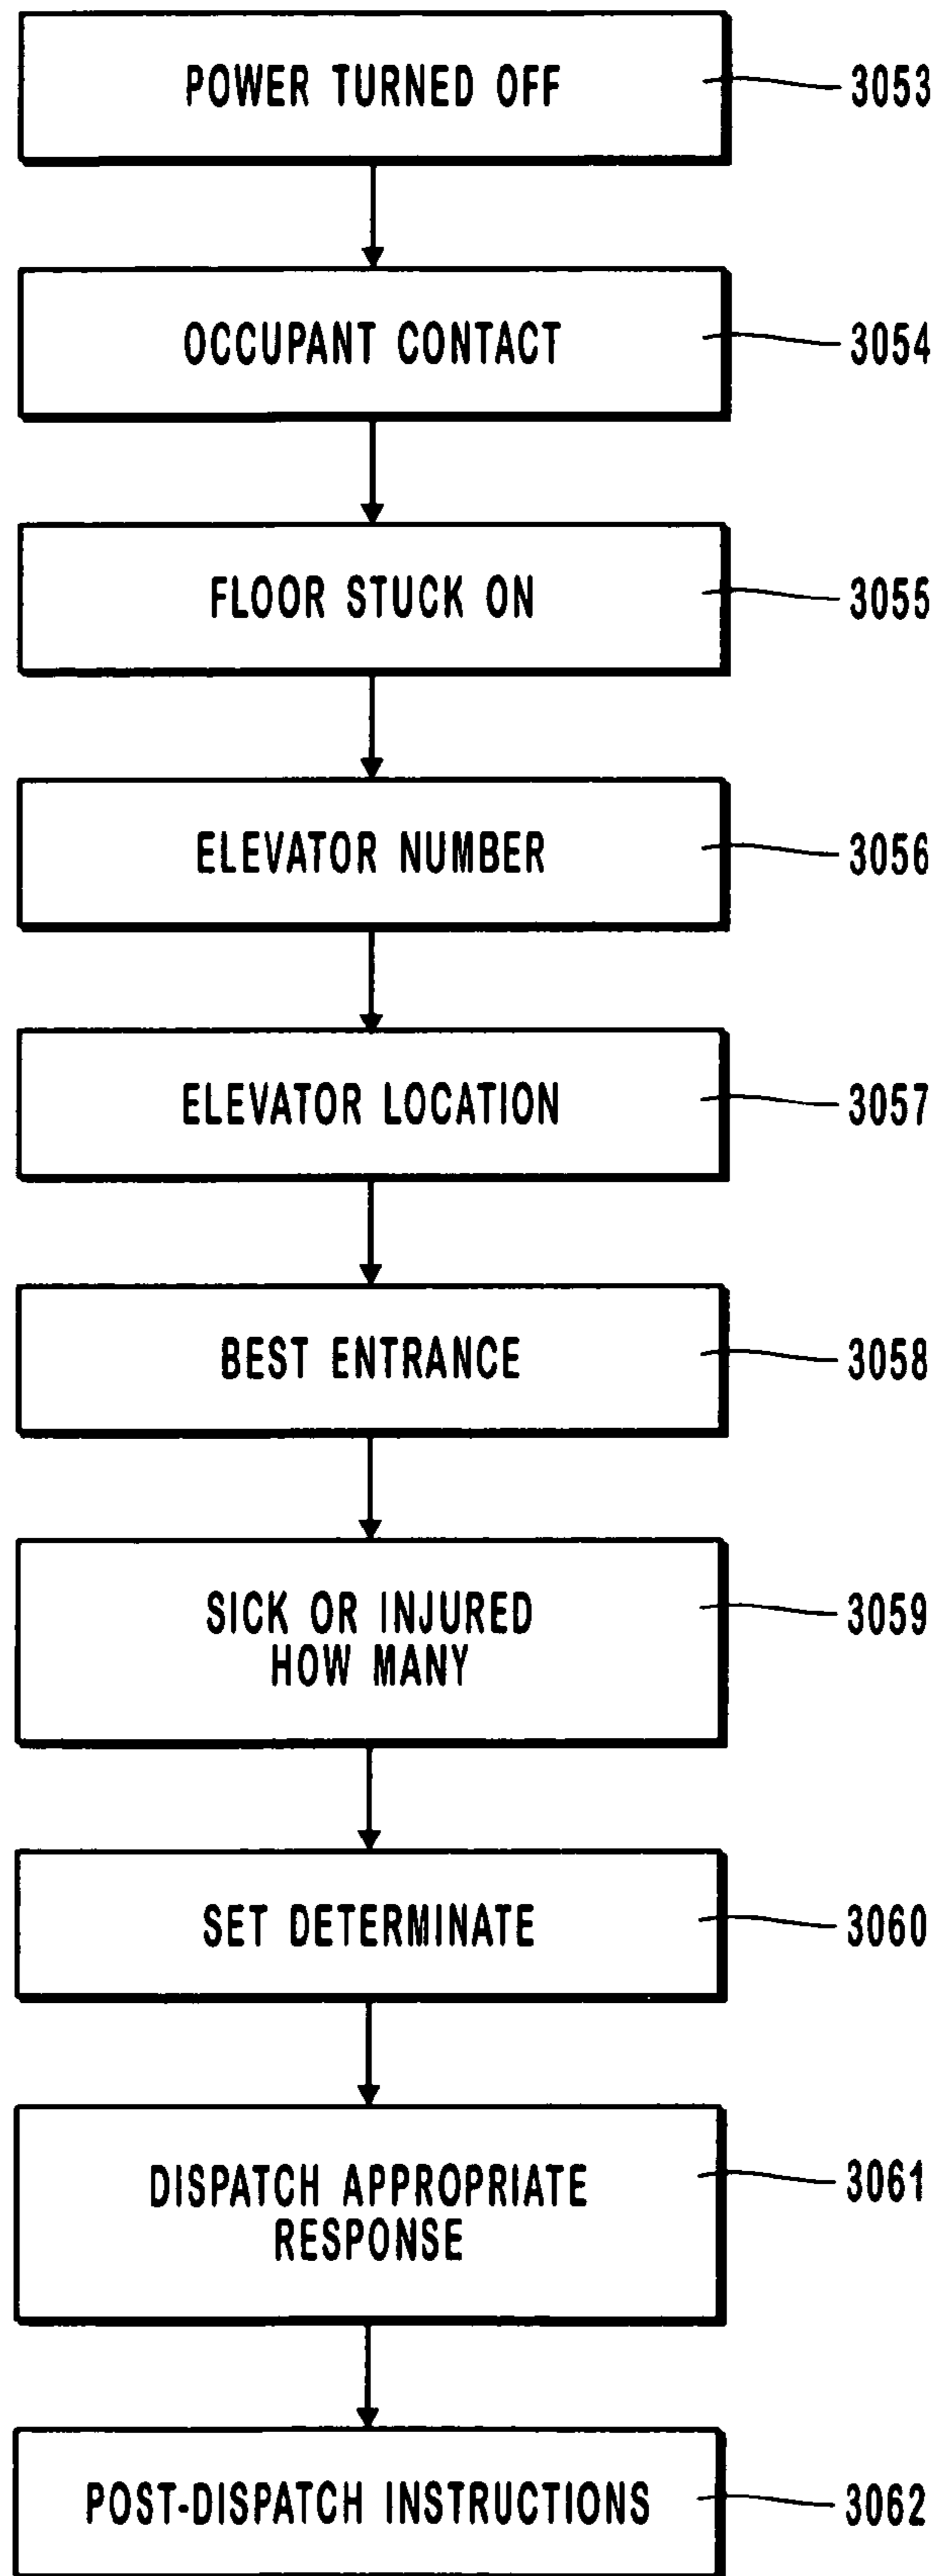 POWER TURNED OFF
3053
OCCUPANT CONTACT
3054
FLOOR STUCK ON
3055
ELEVATOR NUMBER
3056
ELEVATOR LOCATION
3057
BEST ENTRANCE
3058
SICK OR INJURED
HOW MANY
3059
SET DETERMINATE
3060
DISPATCH APPROPRIATE
RESPONSE
3061
POST-DISPATCH INSTRUCTIONS
3062